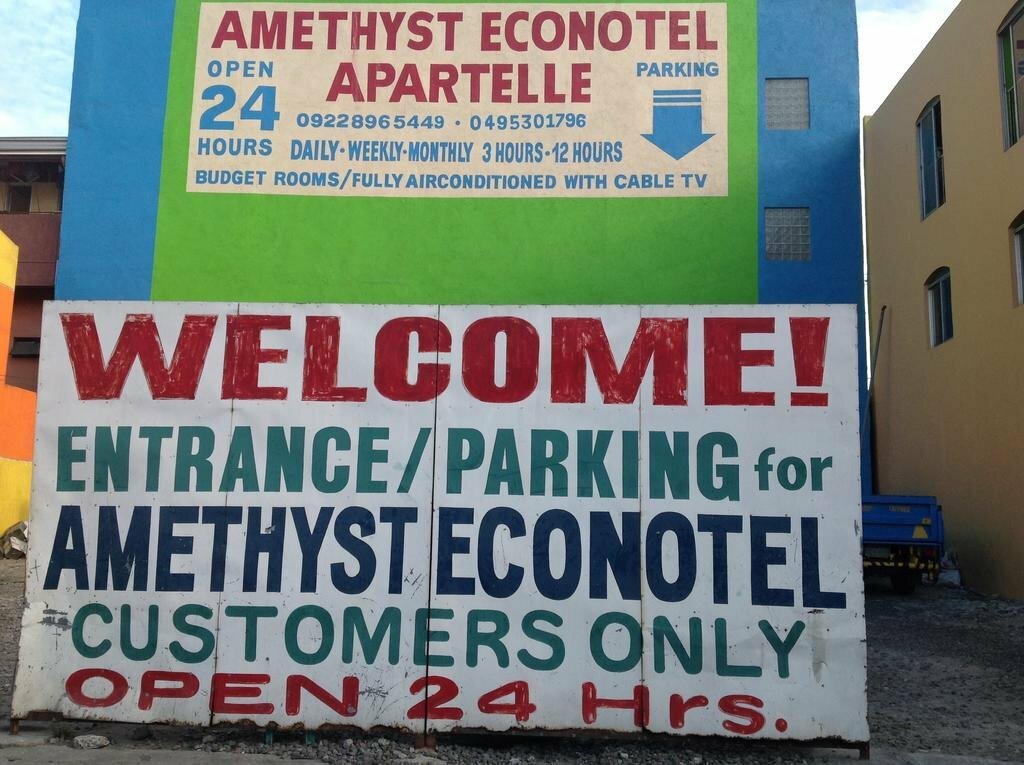 AMETHYST ECONOTEL
APARTELLE
OPEN
24
HOURS
PARKING
09228965449 · 0495301796
DAILY·WEEKLY·MONTHLY 3 HOURS·12 HOURS
BUDGET ROOMS/FULLY AIRCONDITIONED WITH CABLE TV
WELCOME!
ENTRANCE/PARKING for
AMETHYST ECONOTEL
CUSTOMERS ONLY
OPEN 24 Hrs.